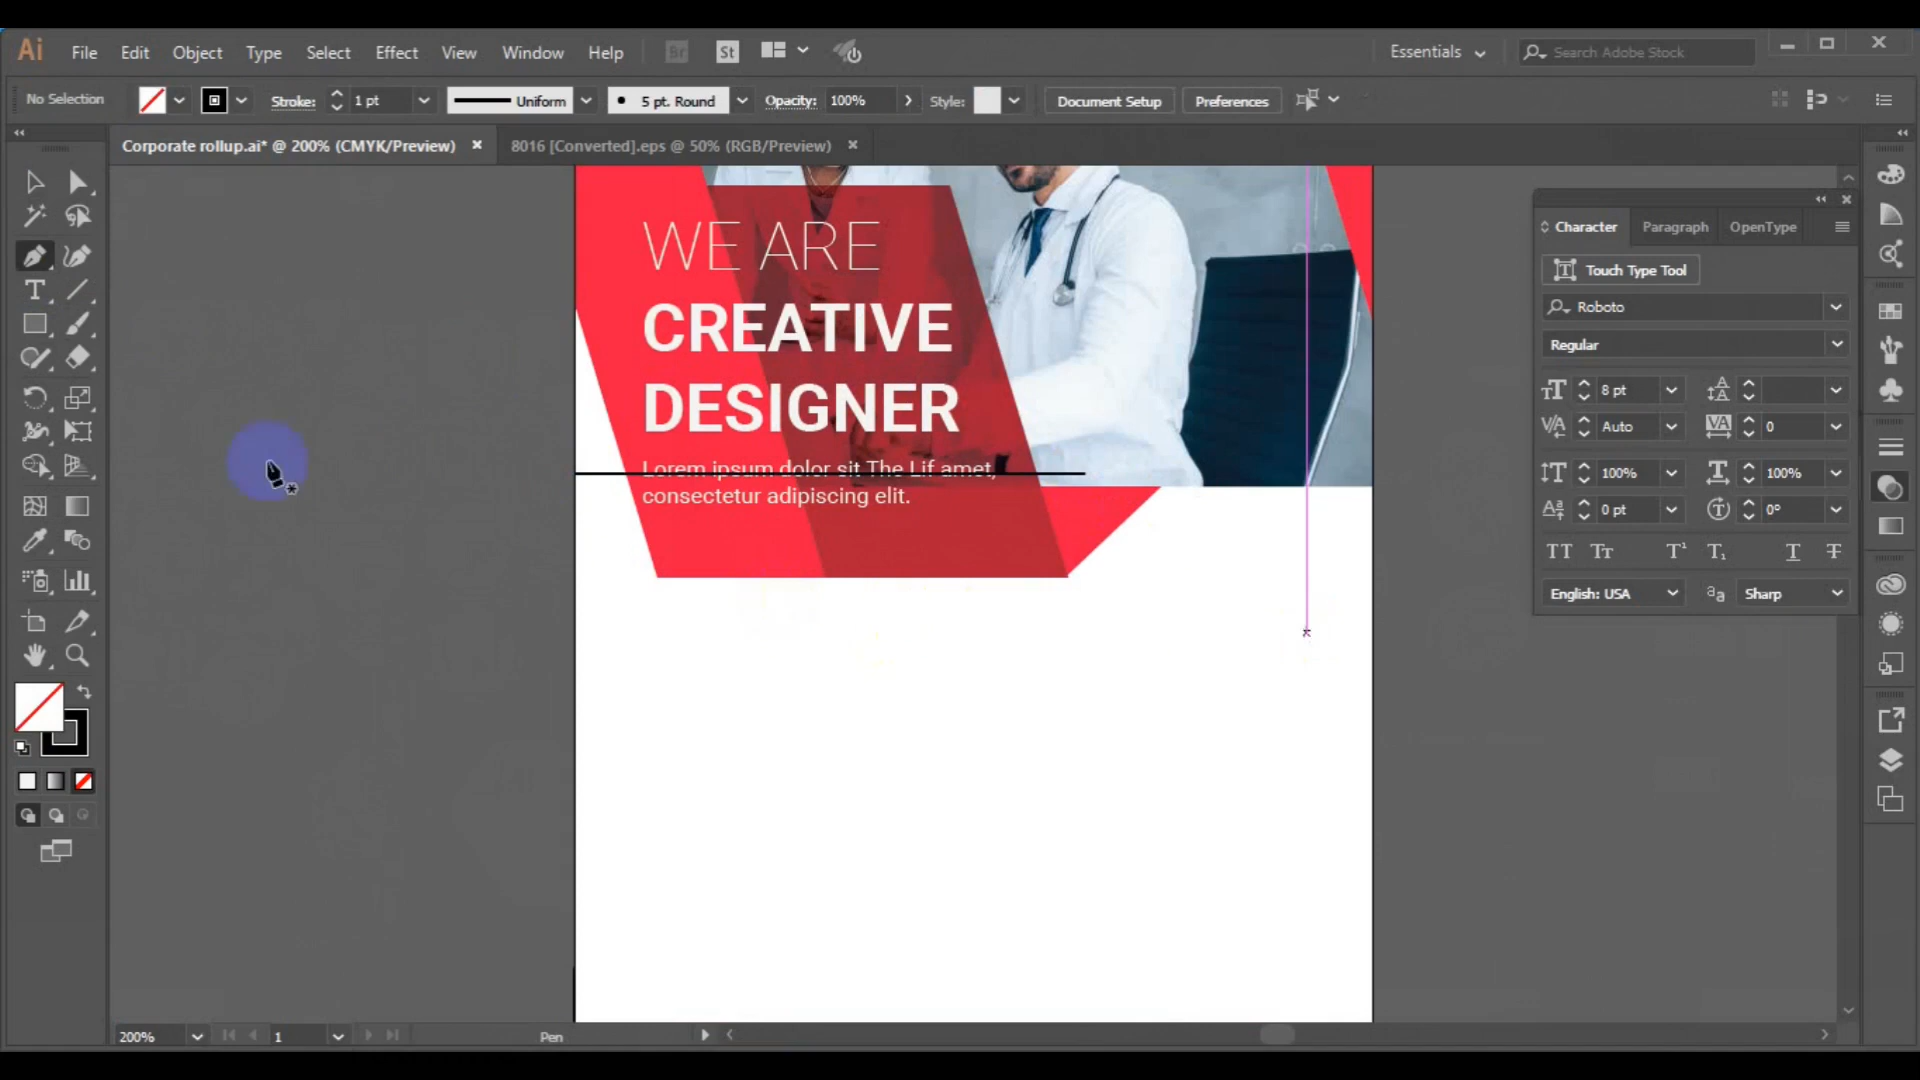 Ai File Edit Object Type Select Effect View Window Help Br St Essentials Search Adobe Stock
No Selection Stroke: 1 pt Uniform 5 pt. Round Opacity: 100% Style: Document Setup Preferences
Corporate rollup.ai* @ 200% (CMYK/Preview) × 8016 [Converted].eps @ 50% (RGB/Preview) ×
WE ARE
CREATIVE
DESIGNER
Lorem ipsum dolor sit The Lif amet,
consectetur adipiscing elit.
Character Paragraph OpenType
Touch Type Tool
Roboto
Regular
8 pt
Auto 0
100% 100%
0 pt 0°
English: USA Sharp
200% 1 Pen